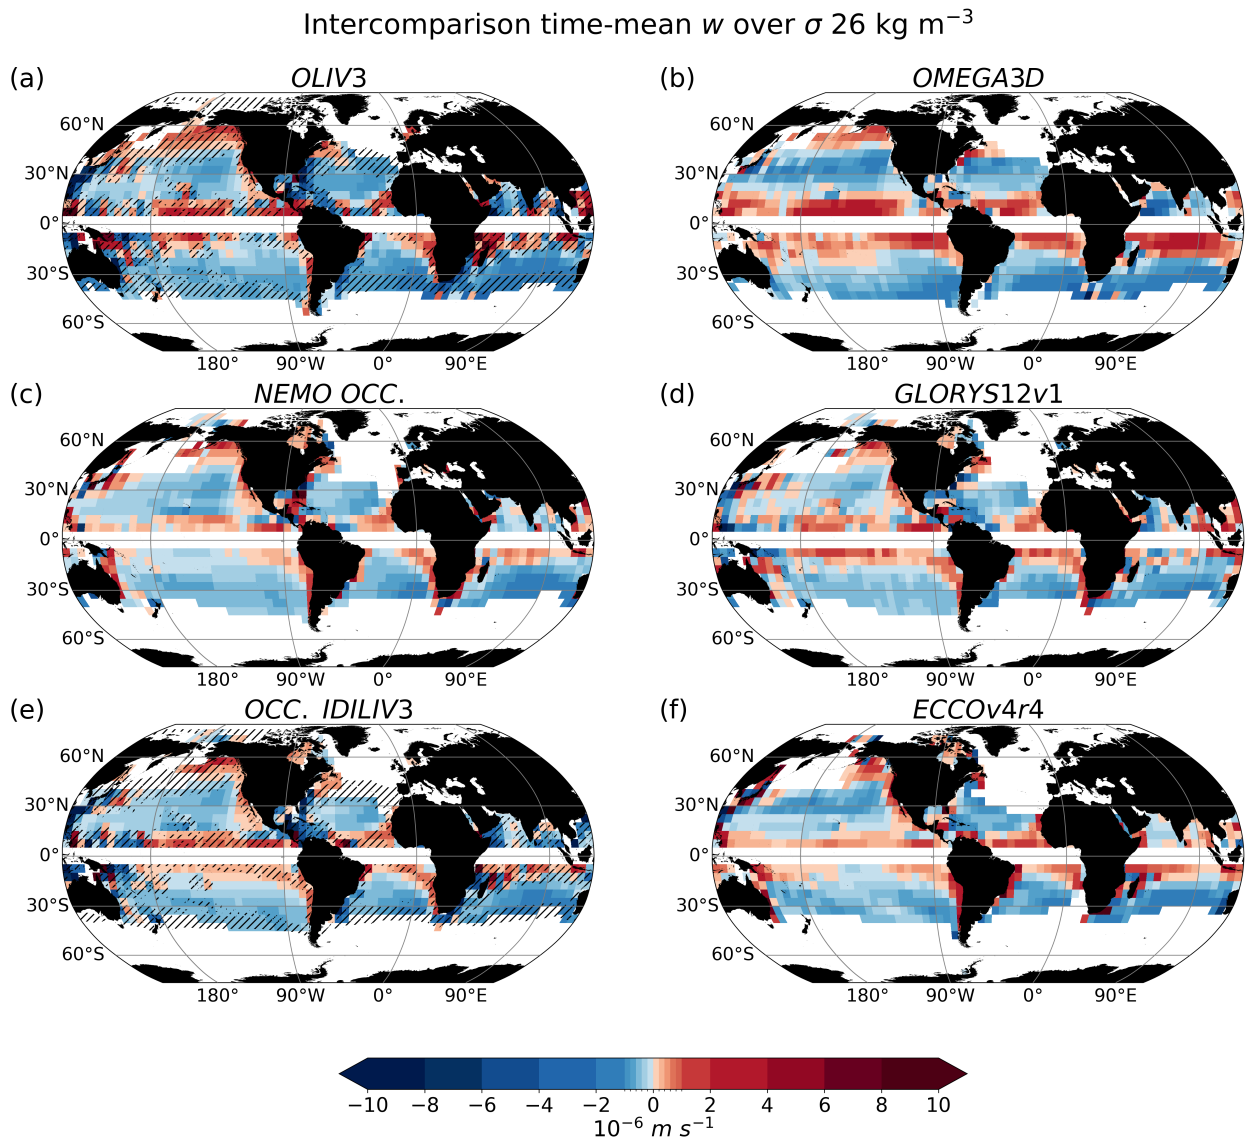 Intercomparison time-mean w over σ 26 kg m⁻³
(a) OLIV3
(b) OMEGA3D
60°N
30°N
0°
30°S
60°S
180° 90°W 0° 90°E
60°N
30°N
0°
30°S
60°S
180° 90°W 0° 90°E
(c) NEMO OCC.
(d) GLORYS12v1
60°N
30°N
0°
30°S
60°S
180° 90°W 0° 90°E
60°N
30°N
0°
30°S
60°S
180° 90°W 0° 90°E
(e) OCC. IDILIV3
(f) ECCOv4r4
60°N
30°N
0°
30°S
60°S
180° 90°W 0° 90°E
60°N
30°N
0°
30°S
60°S
180° 90°W 0° 90°E
−10 −8 −6 −4 −2 0 2 4 6 8 10
10⁻⁶ m s⁻¹